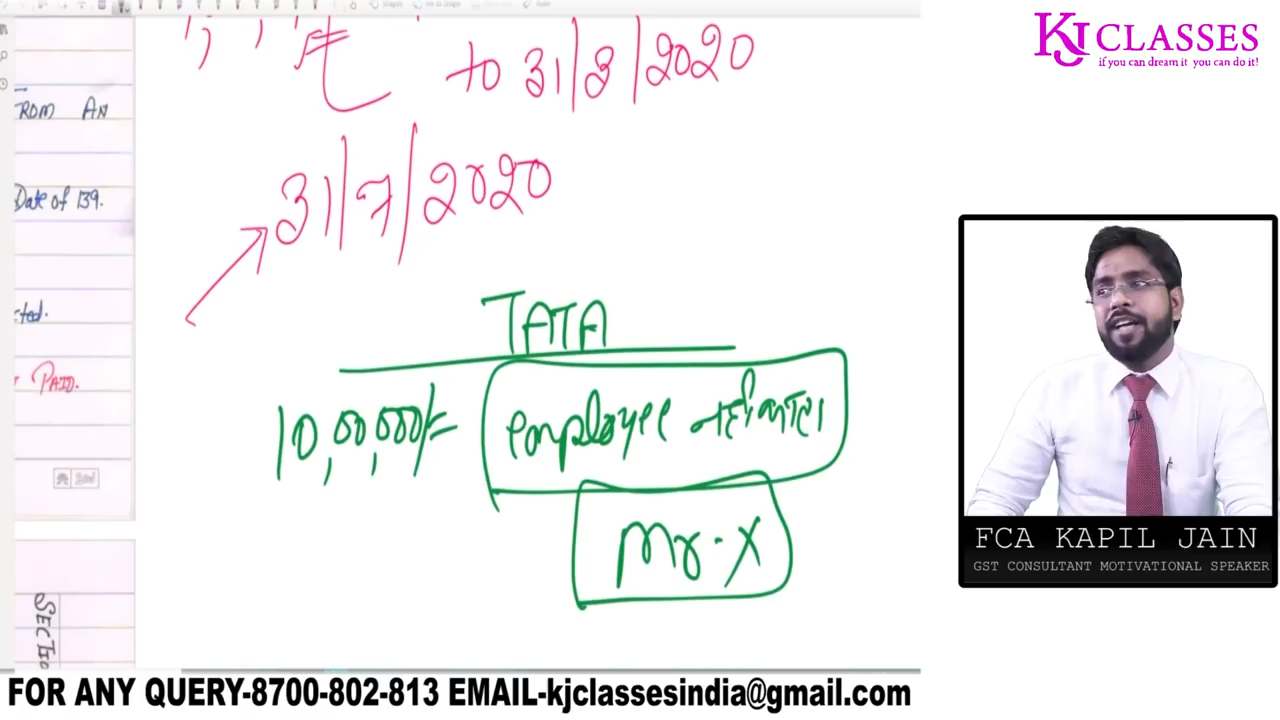 KJ CLASSES
if you can dream it you can do it!
to 31/3/2020
FROM AN
31/7/2020
Date of 139.
TATA
PAID.
10,00,000/= employee नहीं काटा
Mr. X
FCA KAPIL JAIN
GST CONSULTANT MOTIVATIONAL SPEAKER
FOR ANY QUERY-8700-802-813 EMAIL-kjclassesindia@gmail.com